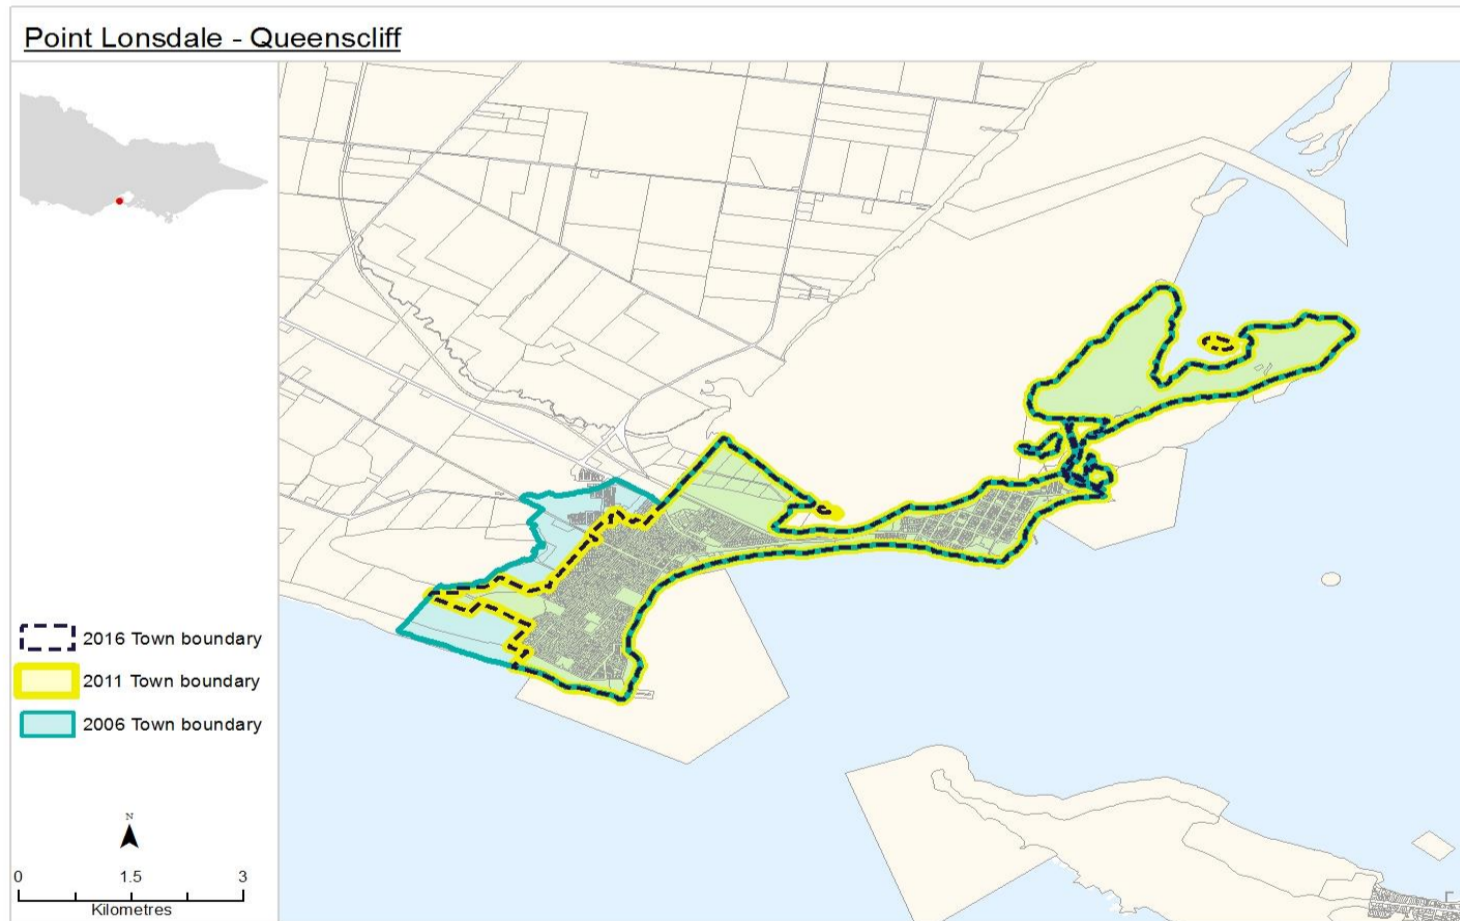 Point Lonsdale - Queenscliff
2016 Town boundary
2011 Town boundary
2006 Town boundary
N
0 1.5 3
Kilometres